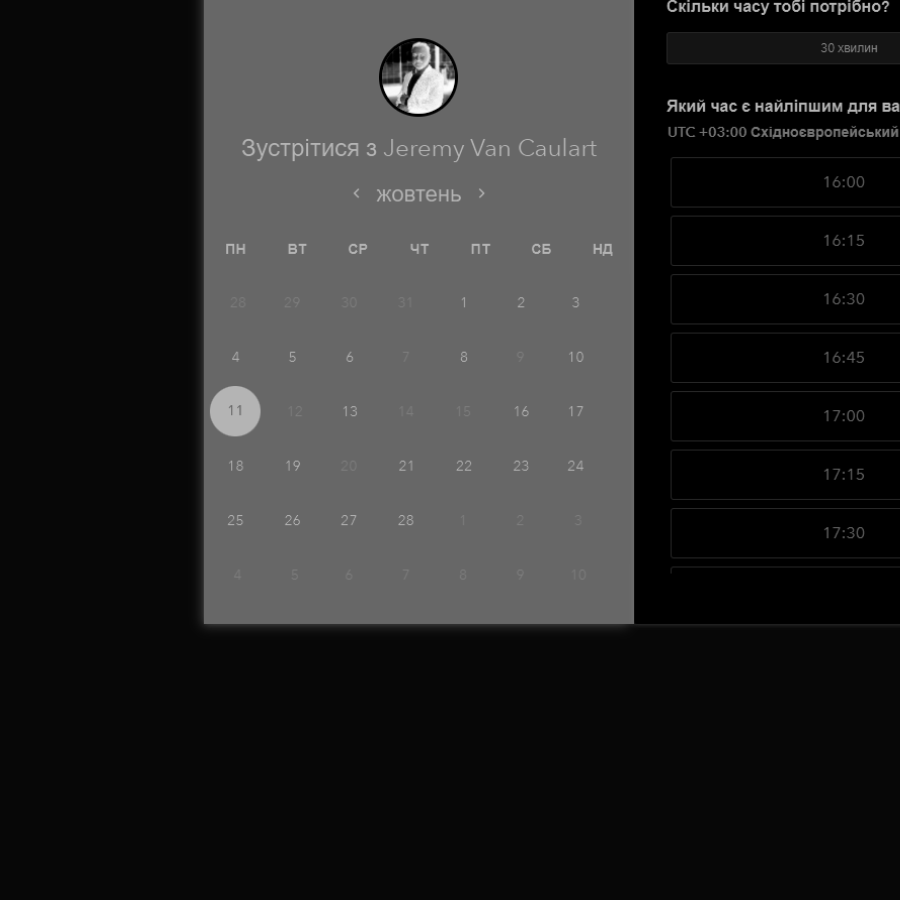 Зустрітися з Jeremy Van Caulart
‹ жовтень ›
ПН ВТ СР ЧТ ПТ СБ НД
28 29 30 31 1 2 3
4 5 6 7 8 9 10
11 12 13 14 15 16 17
18 19 20 21 22 23 24
25 26 27 28 1 2 3
4 5 6 7 8 9 10
Скільки часу тобі потрібно?
30 хвилин
Який час є найліпшим для ва
UTC +03:00 Східноєвропейський
16:00
16:15
16:30
16:45
17:00
17:15
17:30